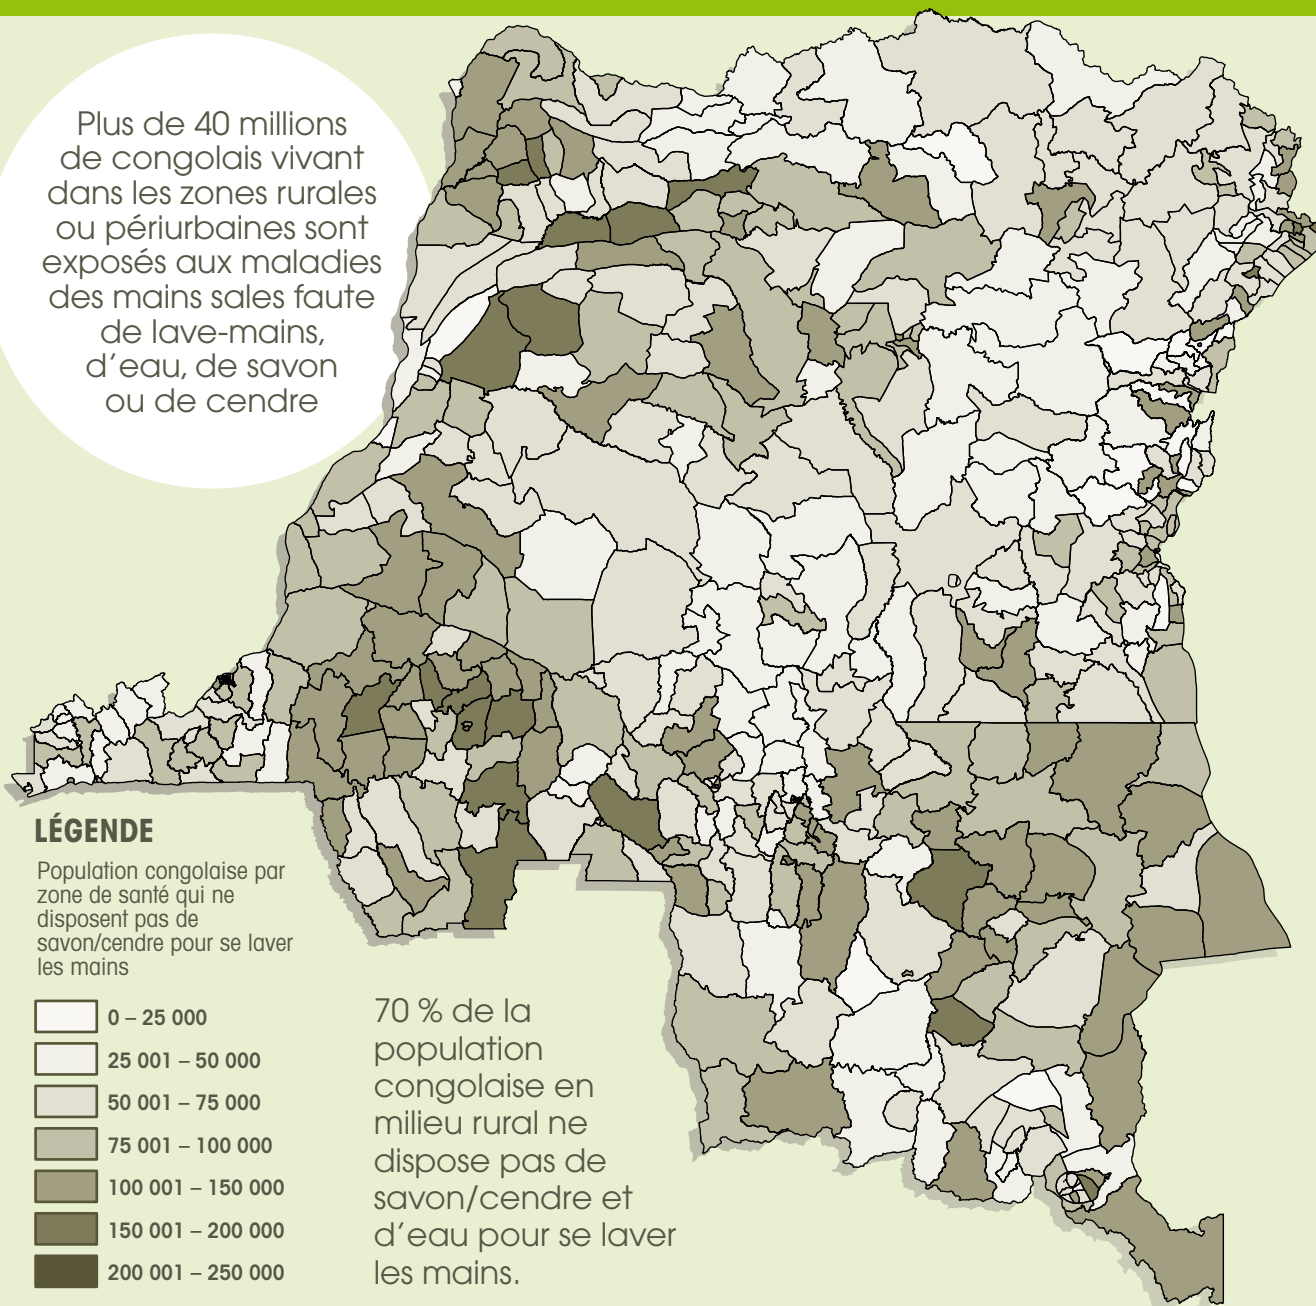 Plus de 40 millions
de congolais vivant
dans les zones rurales
ou périurbaines sont
exposés aux maladies
des mains sales faute
de lave-mains,
d'eau, de savon
ou de cendre
LÉGENDE
Population congolaise par
zone de santé qui ne
disposent pas de
savon/cendre pour se laver
les mains
0 – 25 000
25 001 – 50 000
50 001 – 75 000
75 001 – 100 000
100 001 – 150 000
150 001 – 200 000
200 001 – 250 000
70 % de la
population
congolaise en
milieu rural ne
dispose pas de
savon/cendre et
d'eau pour se laver
les mains.